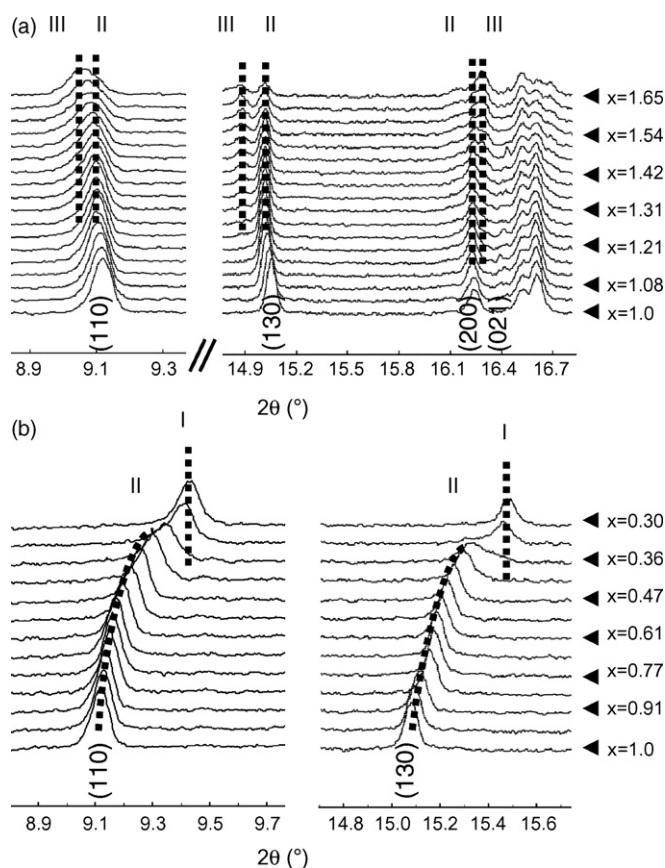 (a) III II III II II III
x=1.65
x=1.54
x=1.42
x=1.31
x=1.21
x=1.08
x=1.0
(110) (130) (200) (021)
8.9 9.1 9.3 14.9 15.2 15.5 15.8 16.1 16.4 16.7
2θ (°)
(b) I I
II II
x=0.30
x=0.36
x=0.47
x=0.61
x=0.77
x=0.91
x=1.0
(110) (130)
8.9 9.1 9.3 9.5 9.7 14.8 15.0 15.2 15.4 15.6
2θ (°) 2θ (°)